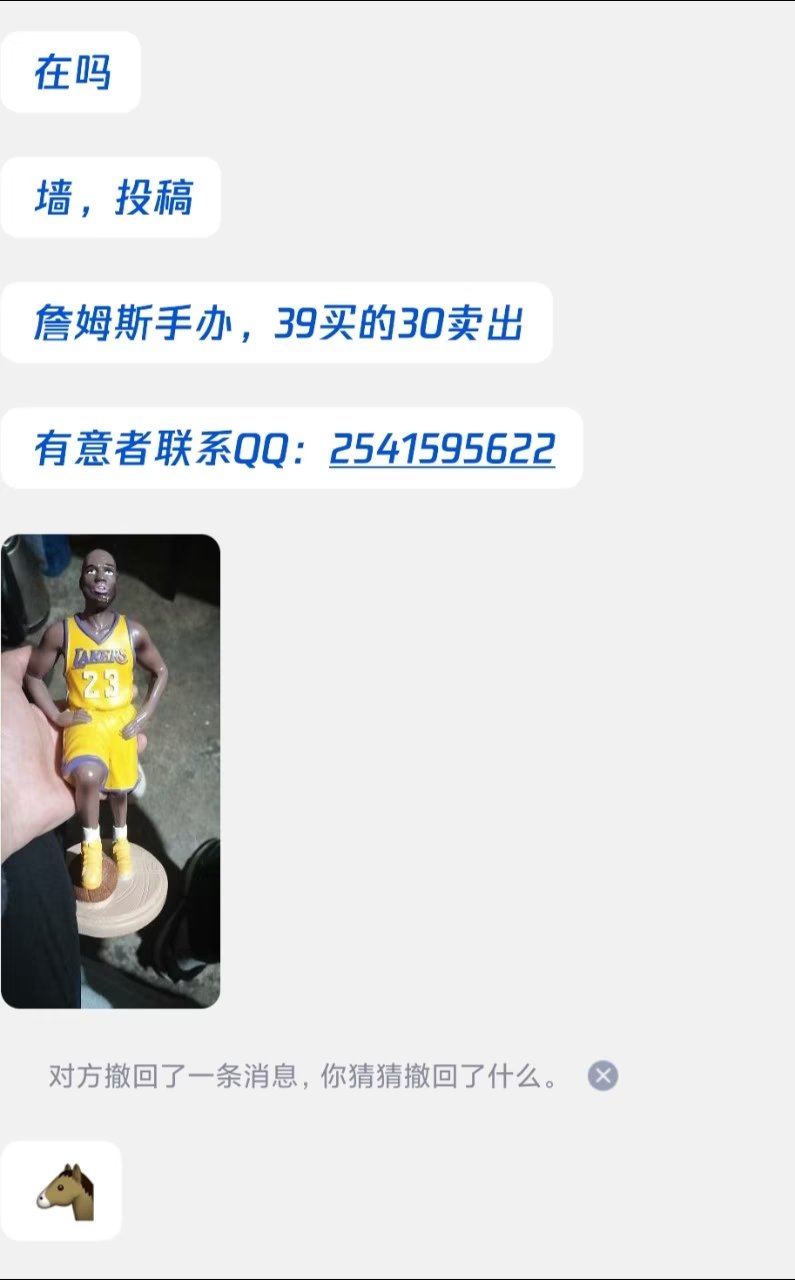 在吗
墙，投稿
詹姆斯手办，39买的30卖出
有意者联系QQ：2541595622
LAKERS
23
对方撤回了一条消息，你猜猜撤回了什么。